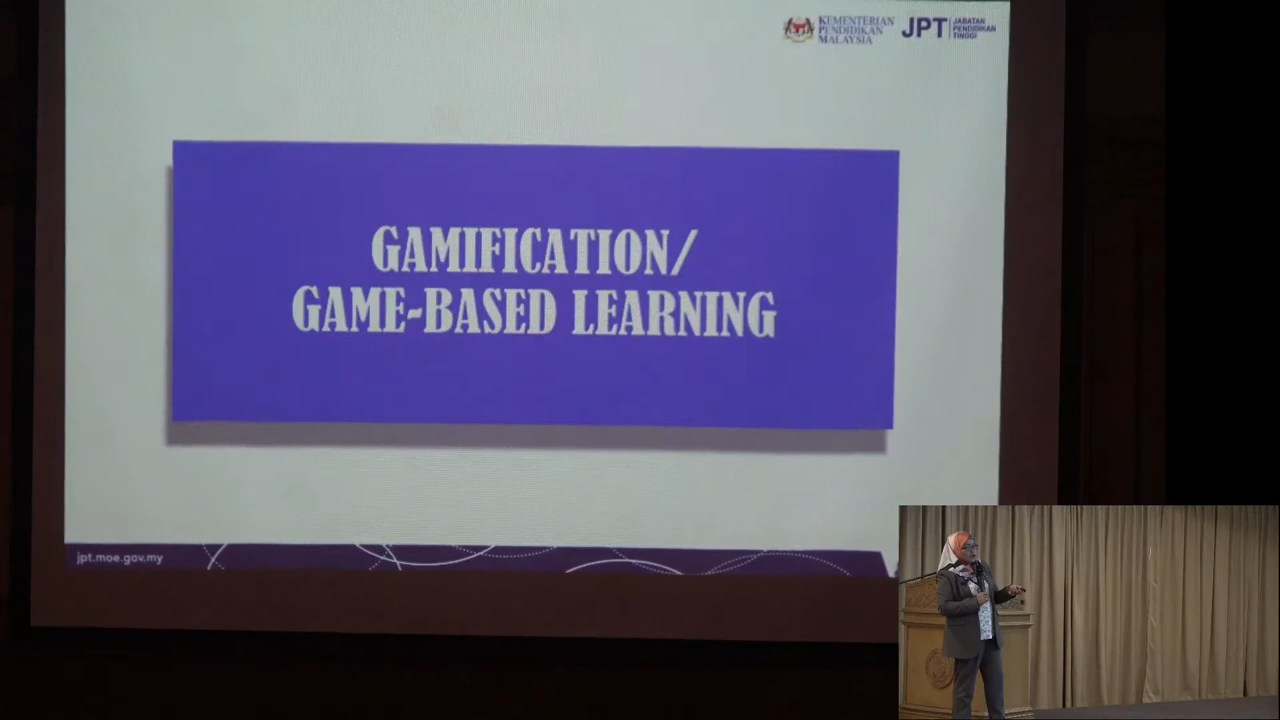 KEMENTERIAN
PENDIDIKAN
MALAYSIA
JPT
JABATAN
PENDIDIKAN
TINGGI
GAMIFICATION/
GAME-BASED LEARNING
jpt.moe.gov.my